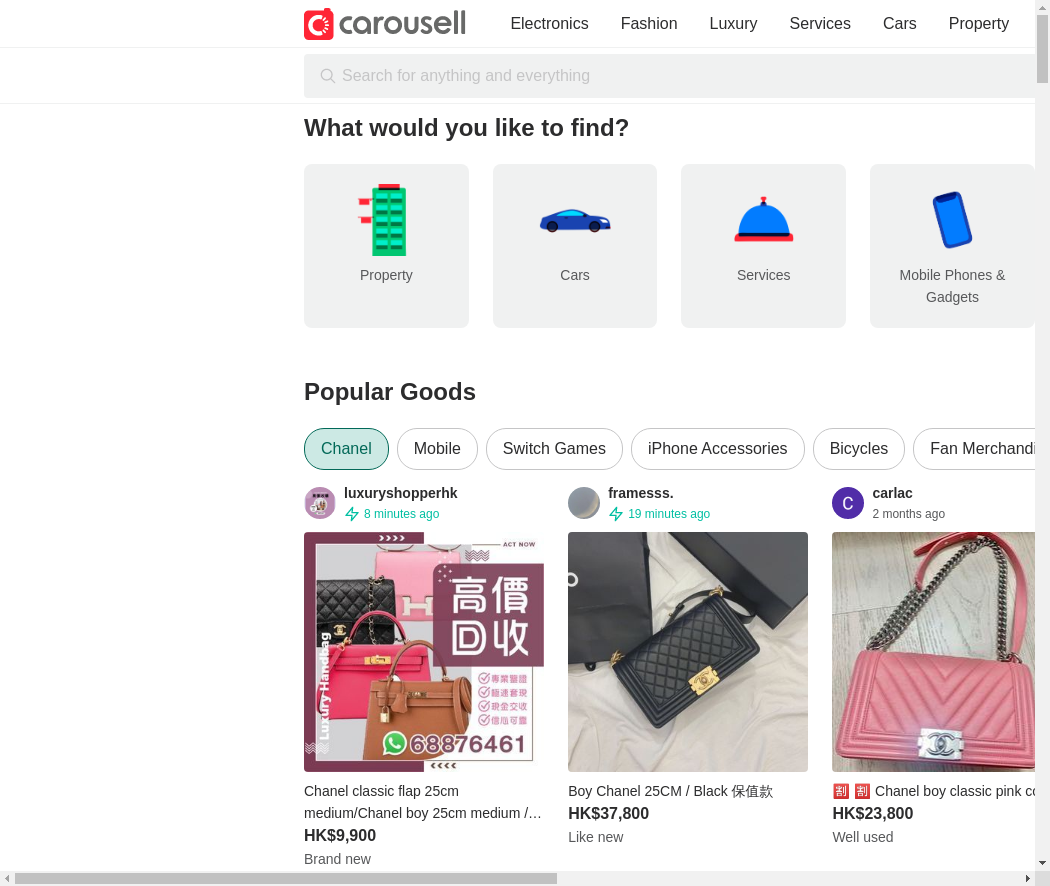 carousell
Electronics Fashion Luxury Services Cars Property
Search for anything and everything
What would you like to find?
Property
Cars
Services
Mobile Phones &
Gadgets
Popular Goods
Chanel Mobile Switch Games iPhone Accessories Bicycles Fan Merchandi
luxuryshopperhk
8 minutes ago
ACT NOW
高價
回收
Luxury Handbag
專業鑒證
極速套現
現金交收
信心可靠
68876461
Chanel classic flap 25cm
medium/Chanel boy 25cm medium /…
HK$9,900
Brand new
framesss.
19 minutes ago
Boy Chanel 25CM / Black 保值款
HK$37,800
Like new
C
carlac
2 months ago
🈹 🈹 Chanel boy classic pink co
HK$23,800
Well used